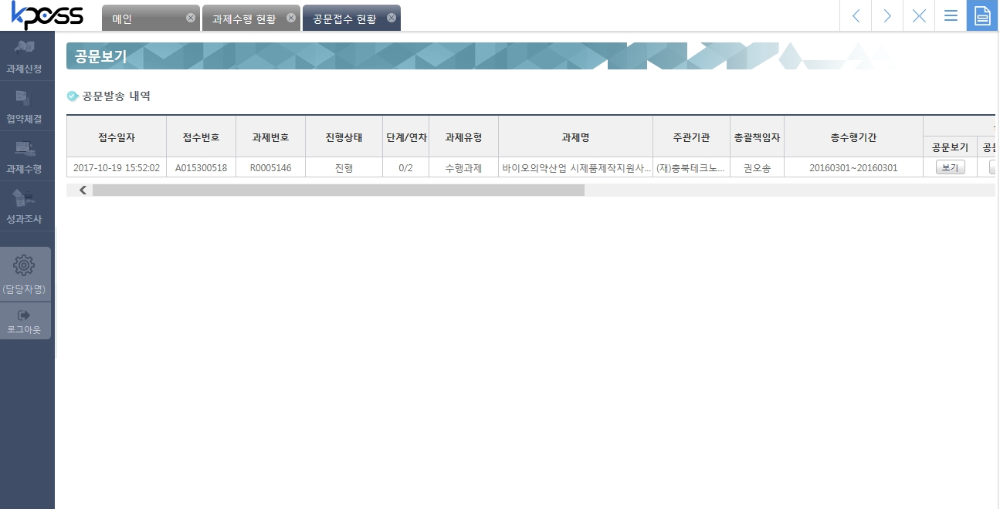 kposs
메인
과제수행 현황
공문접수 현황
과제신청
협약체결
과제수행
성과조사
(담당자명)
로그아웃
공문보기
공문발송 내역
접수일자 접수번호 과제번호 진행상태 단계/연차 과제유형 과제명 주관기관 총괄책임자 총수행기간
공문보기
2017-10-19 15:52:02 A015300518 R0005146 진행 0/2 수행과제 바이오의약산업 시제품제작지원사... (재)충북테크노... 권오송 20160301~20160301 보기